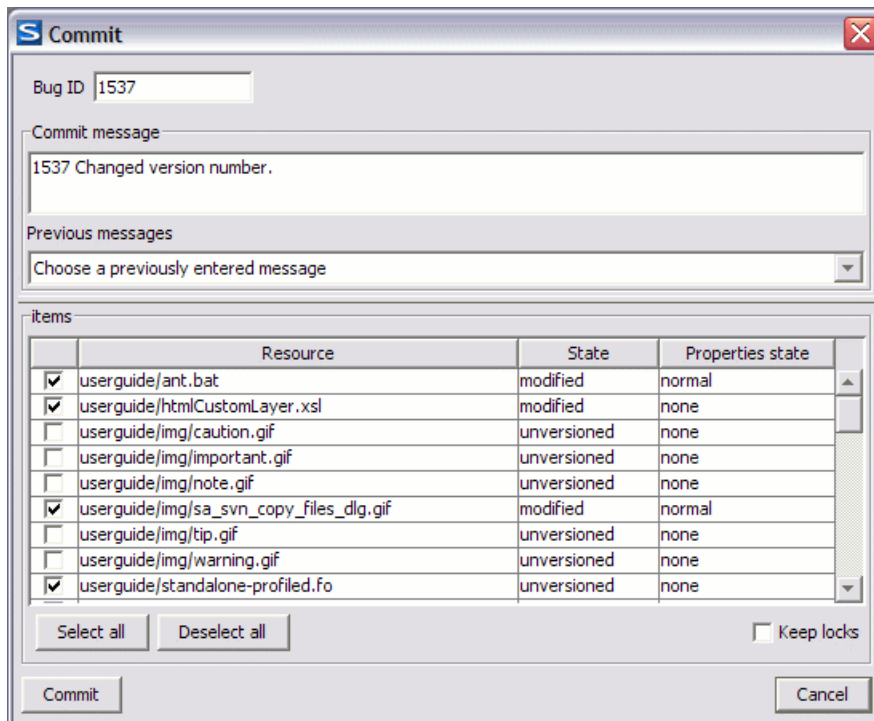 S Commit
Bug ID 1537
Commit message
1537 Changed version number.
Previous messages
Choose a previously entered message
items
Resource State Properties state
userguide/ant.bat modified normal
userguide/htmlCustomLayer.xsl modified none
userguide/img/caution.gif unversioned none
userguide/img/important.gif unversioned none
userguide/img/note.gif unversioned none
userguide/img/sa_svn_copy_files_dlg.gif modified normal
userguide/img/tip.gif unversioned none
userguide/img/warning.gif unversioned none
userguide/standalone-profiled.fo unversioned none
Select all Deselect all Keep locks
Commit Cancel